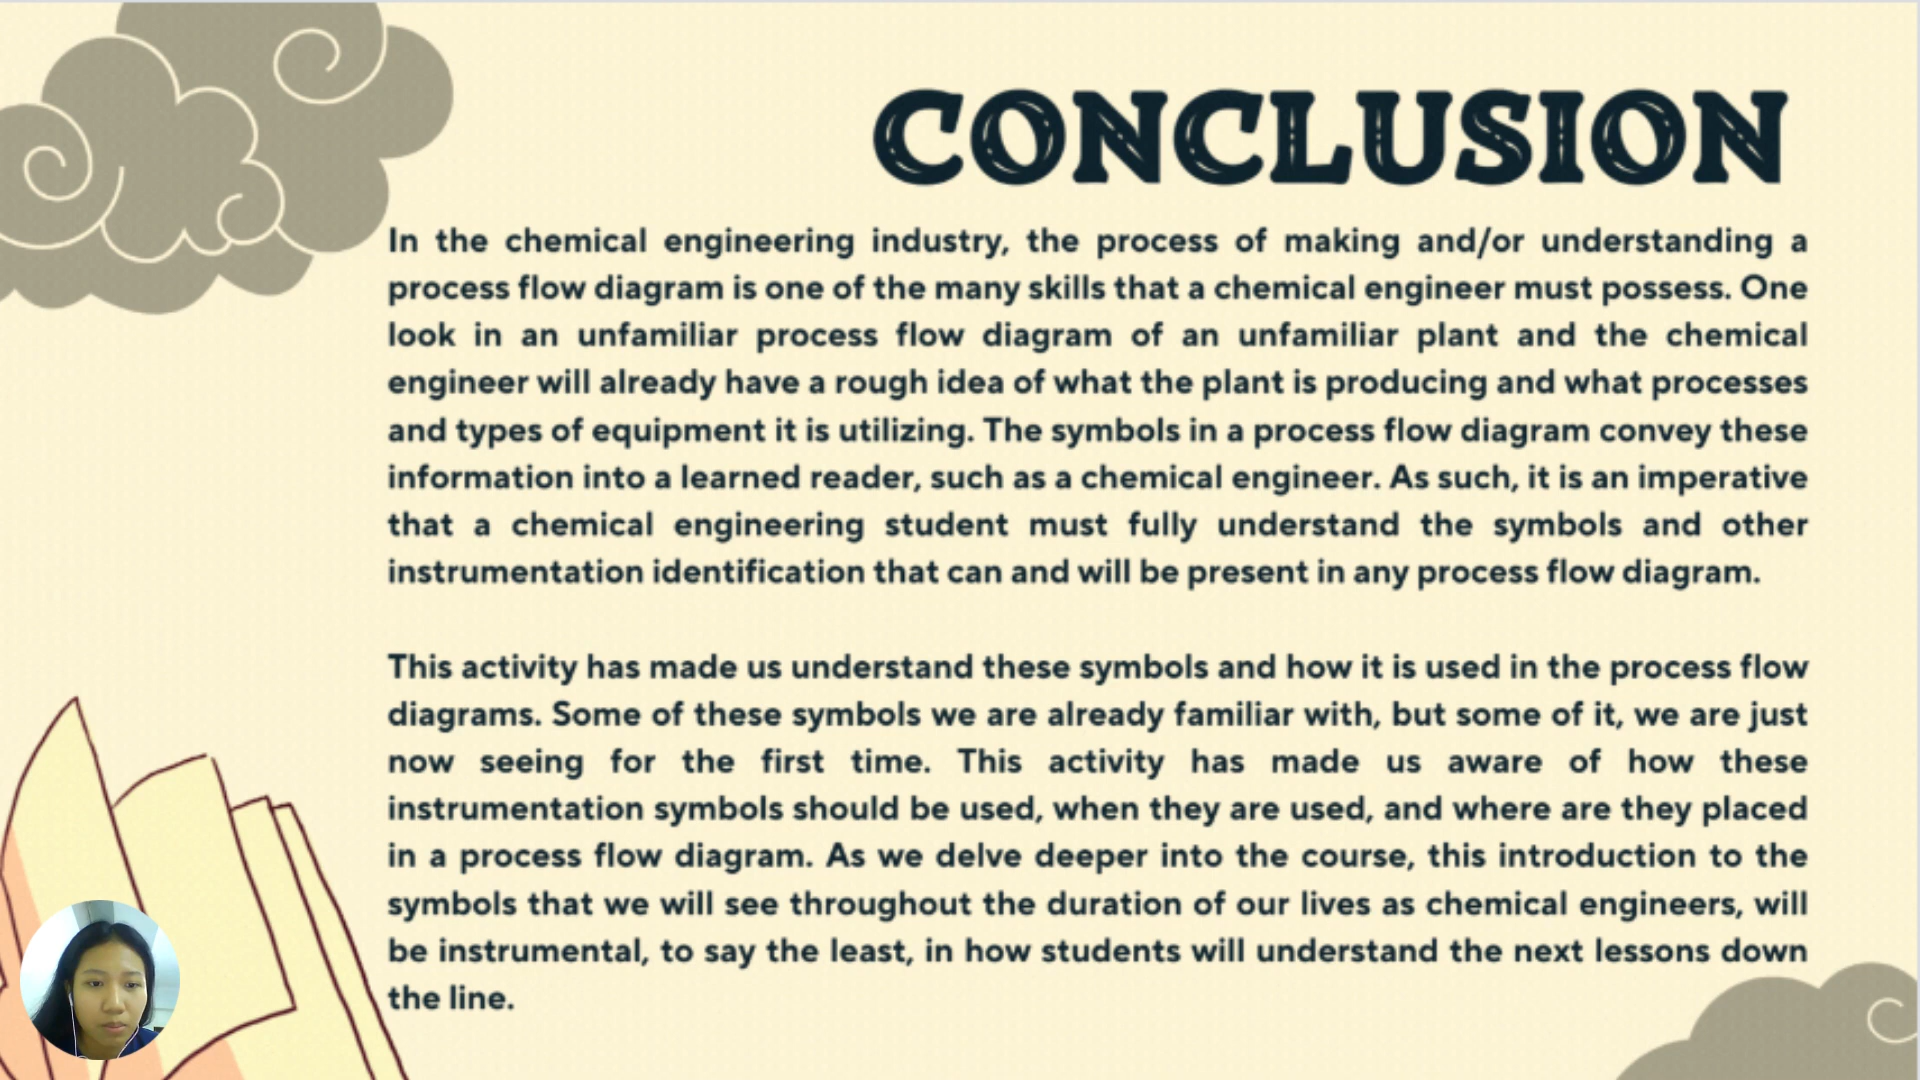 CONCLUSION
In the chemical engineering industry, the process of making and/or understanding a
process flow diagram is one of the many skills that a chemical engineer must possess. One
look in an unfamiliar process flow diagram of an unfamiliar plant and the chemical
engineer will already have a rough idea of what the plant is producing and what processes
and types of equipment it is utilizing. The symbols in a process flow diagram convey these
information into a learned reader, such as a chemical engineer. As such, it is an imperative
that a chemical engineering student must fully understand the symbols and other
instrumentation identification that can and will be present in any process flow diagram.
This activity has made us understand these symbols and how it is used in the process flow
diagrams. Some of these symbols we are already familiar with, but some of it, we are just
now seeing for the first time. This activity has made us aware of how these
instrumentation symbols should be used, when they are used, and where are they placed
in a process flow diagram. As we delve deeper into the course, this introduction to the
symbols that we will see throughout the duration of our lives as chemical engineers, will
be instrumental, to say the least, in how students will understand the next lessons down
the line.